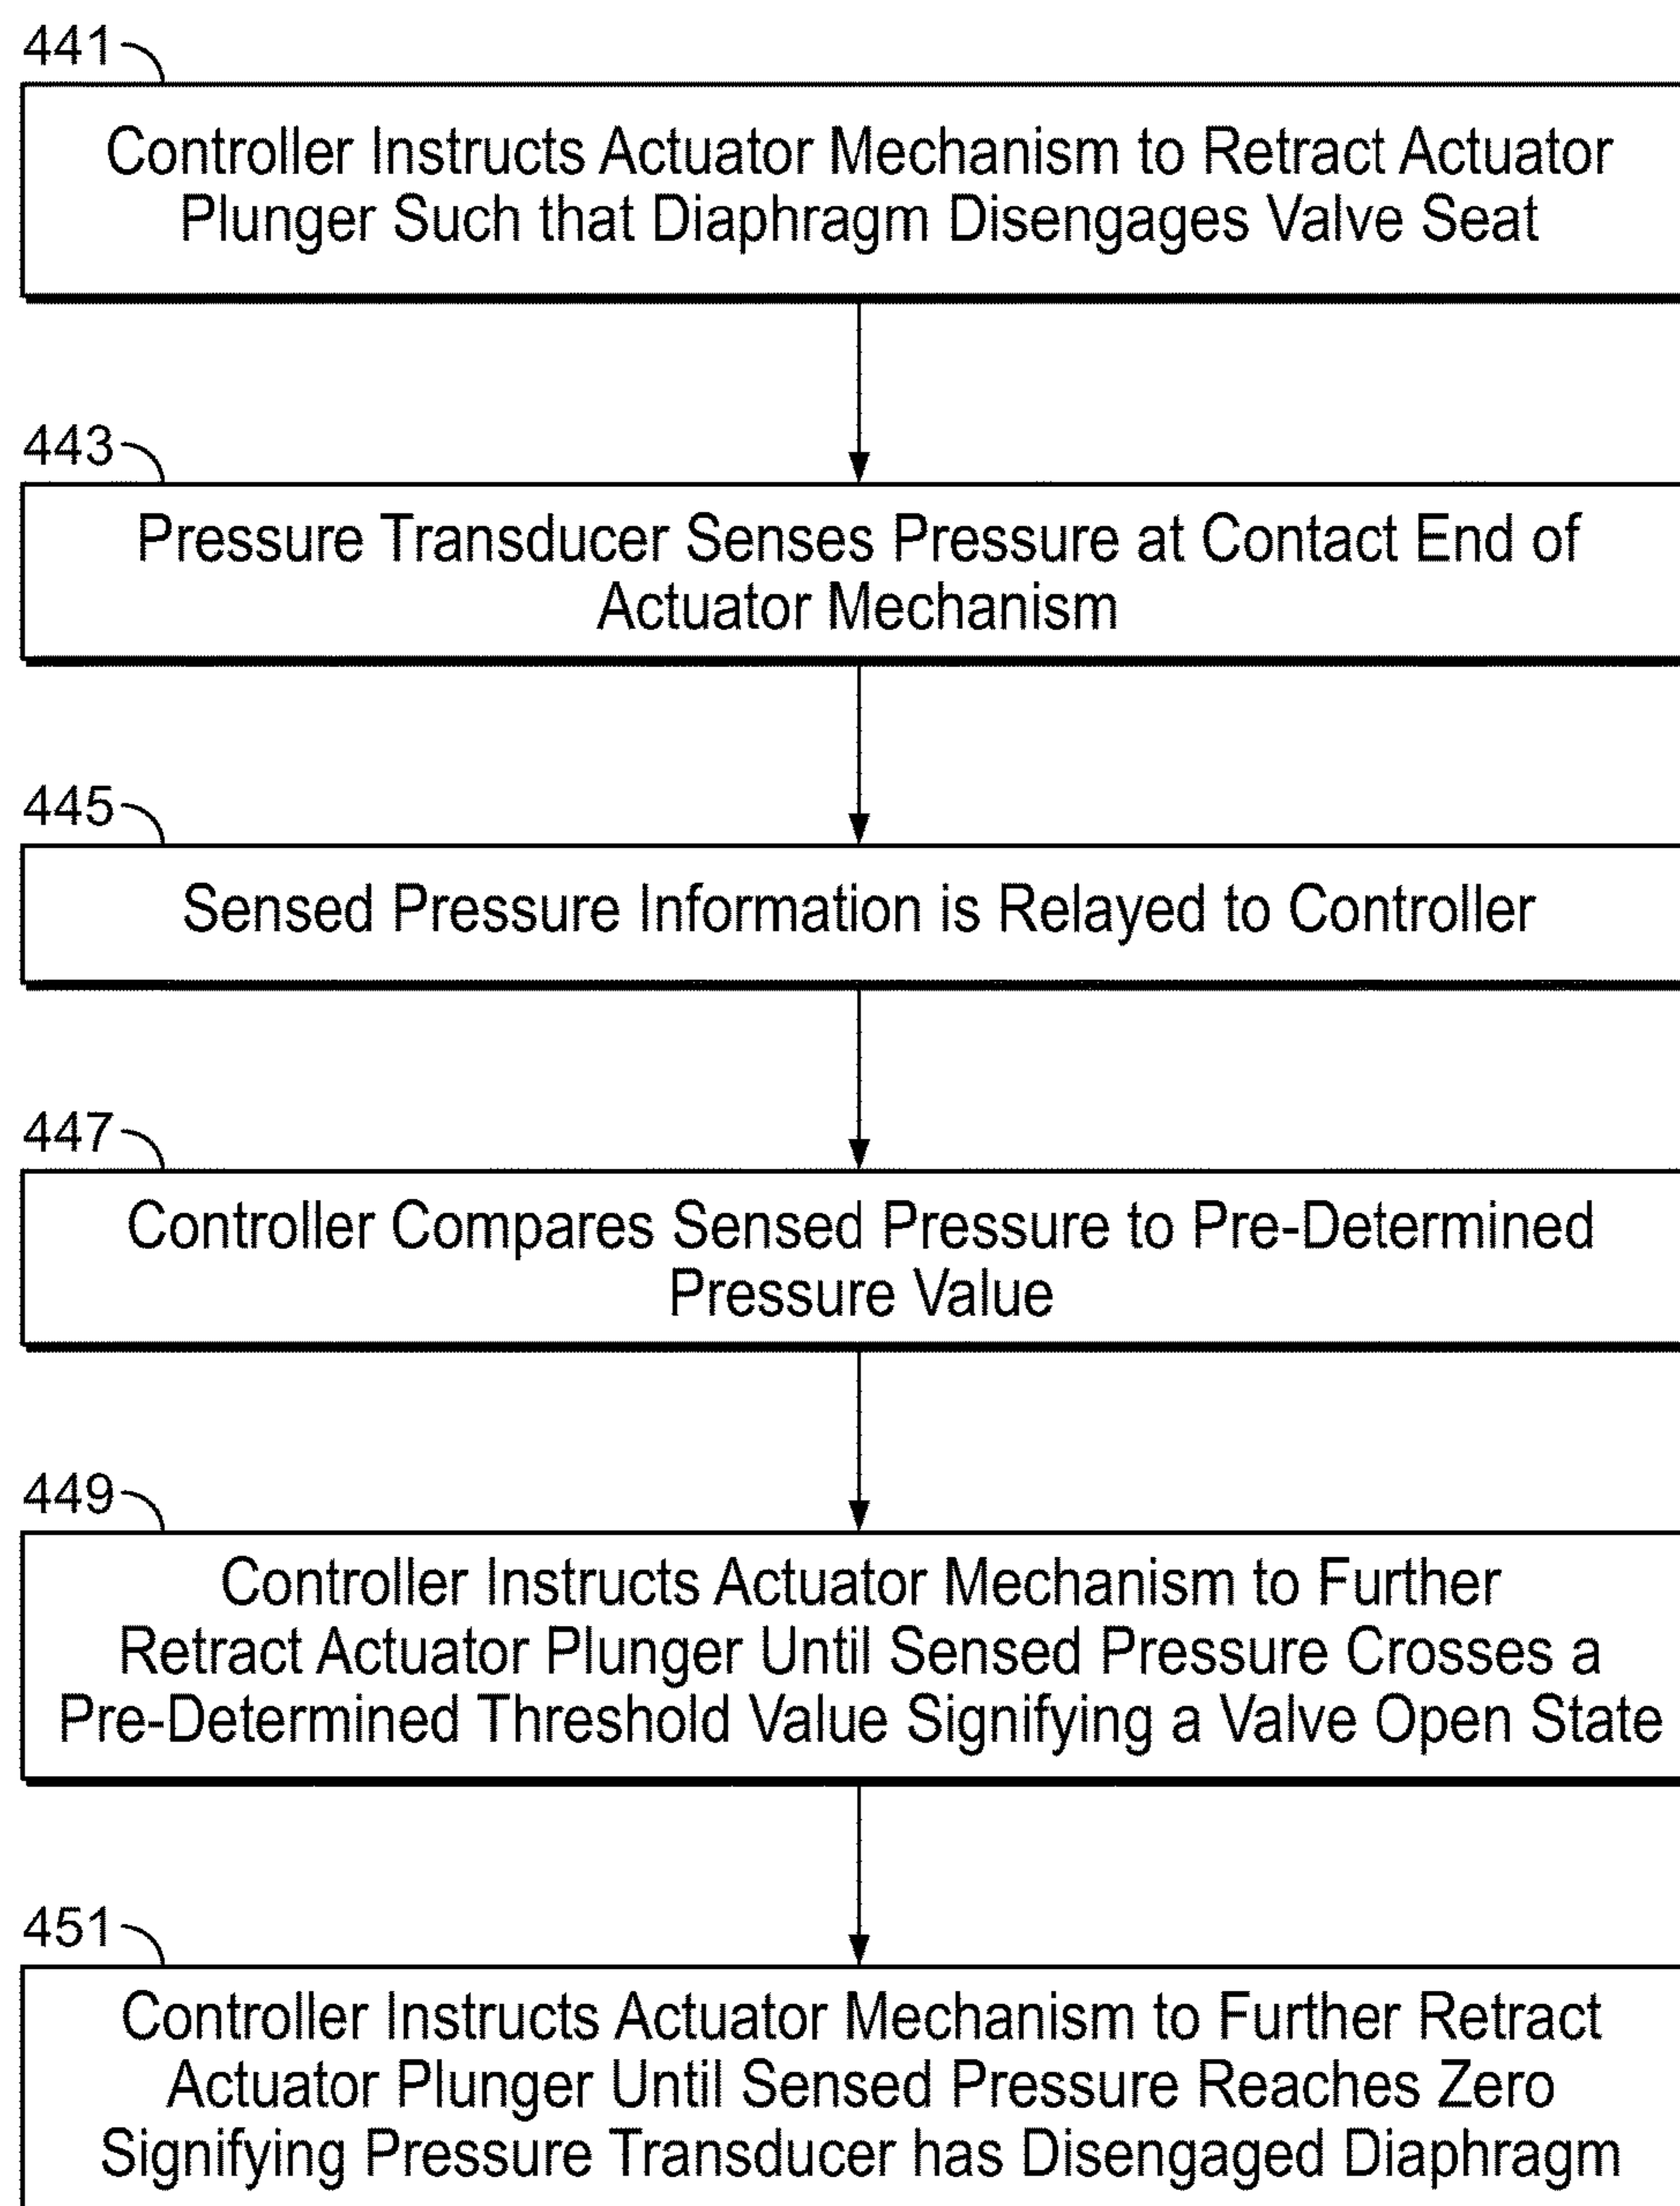 441
Controller Instructs Actuator Mechanism to Retract Actuator
Plunger Such that Diaphragm Disengages Valve Seat
443
Pressure Transducer Senses Pressure at Contact End of
Actuator Mechanism
445
Sensed Pressure Information is Relayed to Controller
447
Controller Compares Sensed Pressure to Pre-Determined
Pressure Value
449
Controller Instructs Actuator Mechanism to Further
Retract Actuator Plunger Until Sensed Pressure Crosses a
Pre-Determined Threshold Value Signifying a Valve Open State
451
Controller Instructs Actuator Mechanism to Further Retract
Actuator Plunger Until Sensed Pressure Reaches Zero
Signifying Pressure Transducer has Disengaged Diaphragm